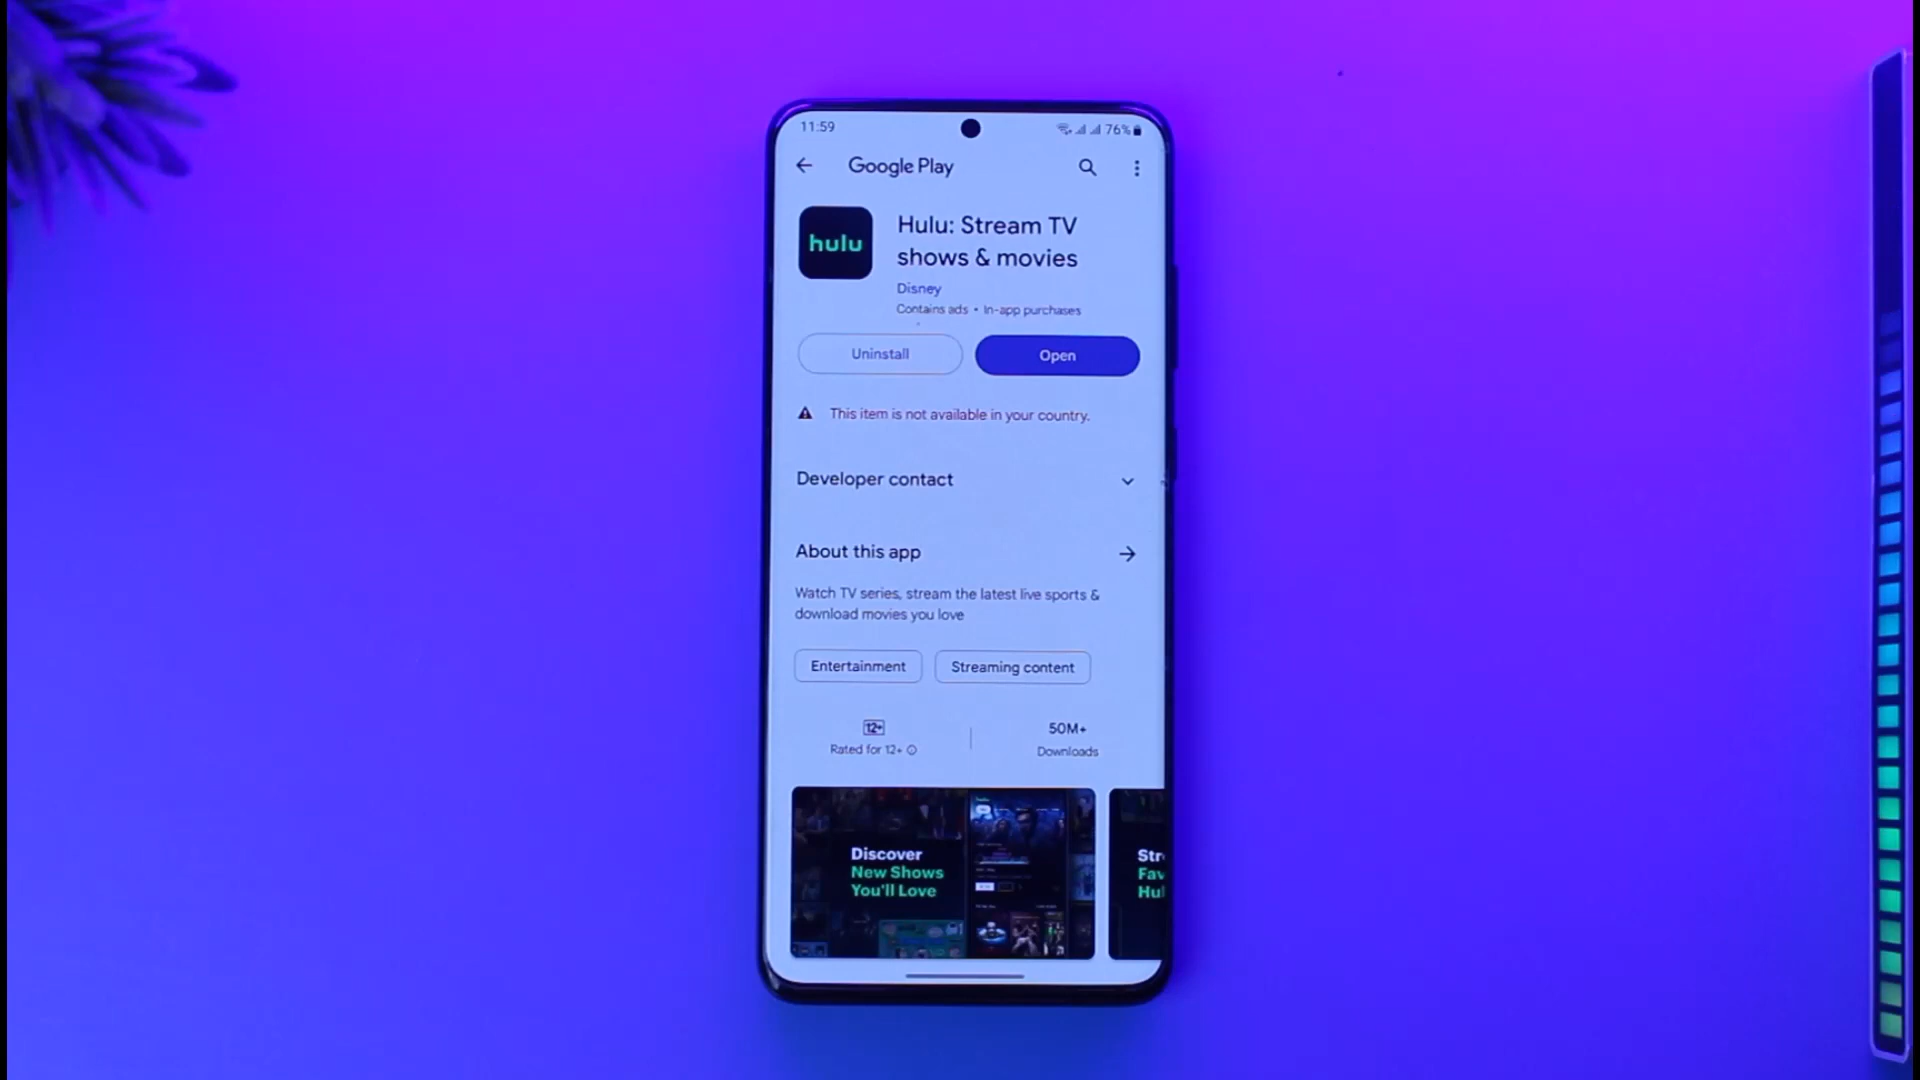 11:59
76%
Google Play
hulu
Hulu: Stream TV
shows & movies
Disney
Contains ads • In-app purchases
Uninstall
Open
This item is not available in your country.
Developer contact
About this app
Watch TV series, stream the latest live sports &
download movies you love
Entertainment
Streaming content
12+
Rated for 12+
50M+
Downloads
Discover
New Shows
You'll Love
Str
Fav
Hul